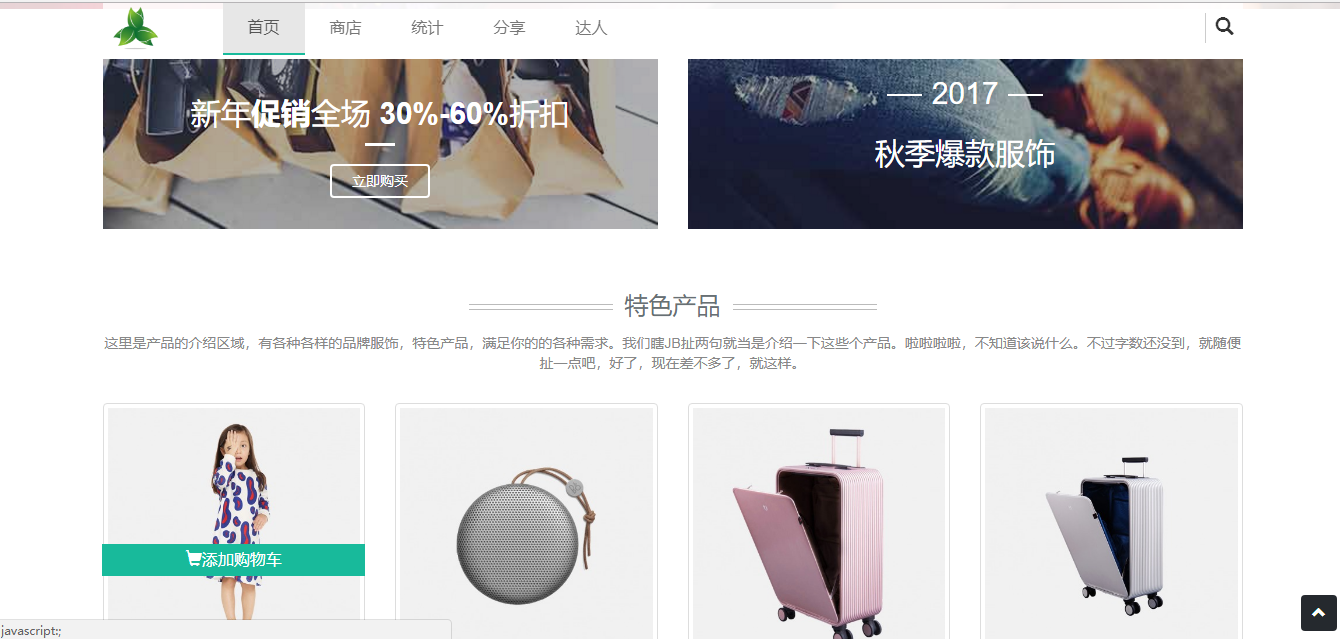 首页 商店 统计 分享 达人
新年促销全场 30%-60%折扣
立即购买
2017
秋季爆款服饰
特色产品
这里是产品的介绍区域，有各种各样的品牌服饰，特色产品，满足你的的各种需求。我们瞎JB扯两句就当是介绍一下这些个产品。啦啦啦啦，不知道该说什么。不过字数还没到，就随便
扯一点吧，好了，现在差不多了，就这样。
添加购物车
javascript:;